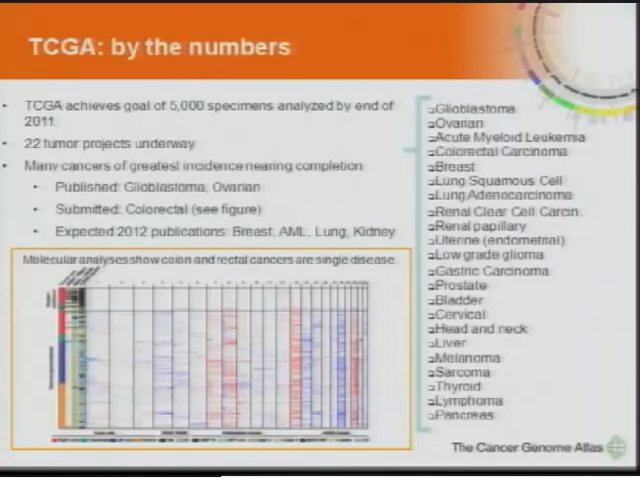 TCGA: by the numbers
• TCGA achieves goal of 5,000 specimens analyzed by end of
2011.
• 22 tumor projects underway
• Many cancers of greatest incidence nearing completion
• Published: Glioblastoma, Ovarian
• Submitted: Colorectal (see figure)
• Expected 2012 publications: Breast, AML, Lung, Kidney
Molecular analyses show colon and rectal cancers are single disease.
Glioblastoma
Ovarian
Acute Myeloid Leukemia
Colorectal Carcinoma
Breast
Lung Squamous Cell
Lung Adenocarcinoma
Renal Clear Cell Carcin.
Renal papillary
Uterine (endometrial)
Low grade glioma
Gastric Carcinoma
Prostate
Bladder
Cervical
Head and neck
Liver
Melanoma
Sarcoma
Thyroid
Lymphoma
Pancreas
The Cancer Genome Atlas